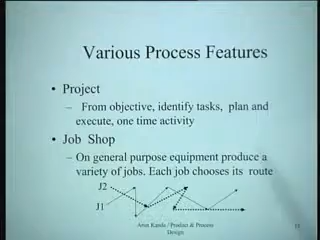 Various Process Features
• Project
– From objective, identify tasks, plan and
execute, one time activity
• Job Shop
– On general purpose equipment produce a
variety of jobs. Each job chooses its route
J2
J1
Arun Kanda / Product & Process
Design